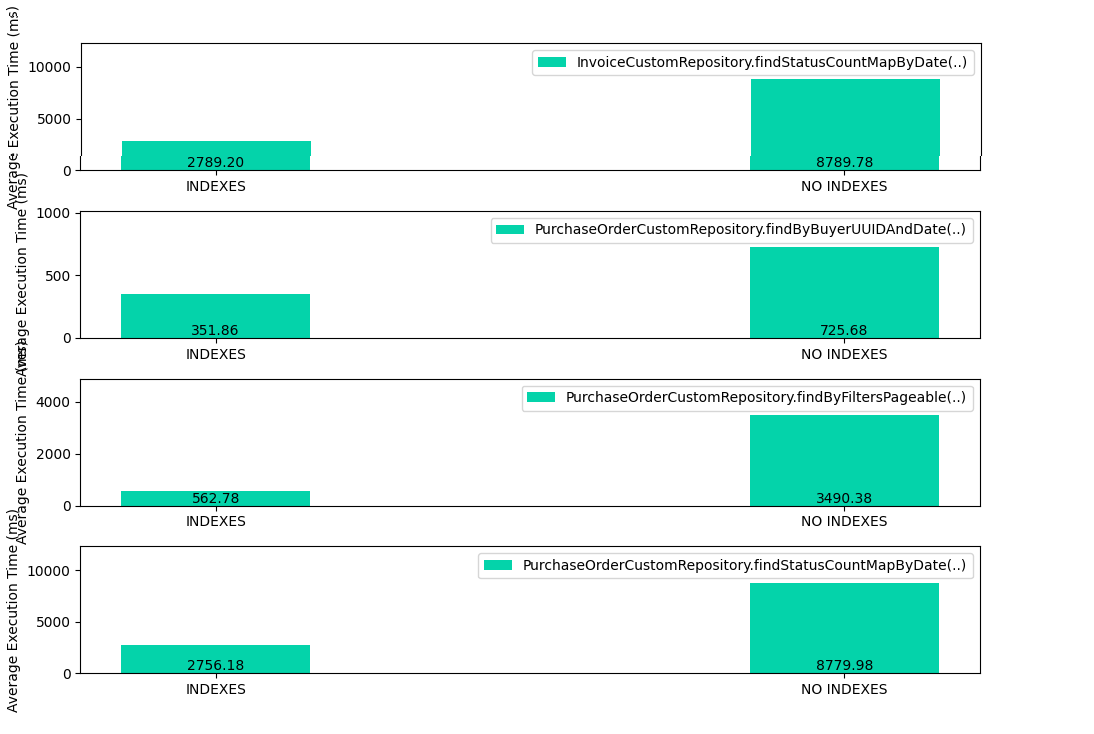 Average Execution Time (ms)
10000
5000
0
InvoiceCustomRepository.findStatusCountMapByDate(..)
2789.20
8789.78
INDEXES
NO INDEXES
Average Execution Time (ms)
1000
500
0
PurchaseOrderCustomRepository.findByBuyerUUIDAndDate(..)
351.86
725.68
INDEXES
NO INDEXES
Average Execution Time (ms)
4000
2000
0
PurchaseOrderCustomRepository.findByFiltersPageable(..)
562.78
3490.38
INDEXES
NO INDEXES
Average Execution Time (ms)
10000
5000
0
PurchaseOrderCustomRepository.findStatusCountMapByDate(..)
2756.18
8779.98
INDEXES
NO INDEXES